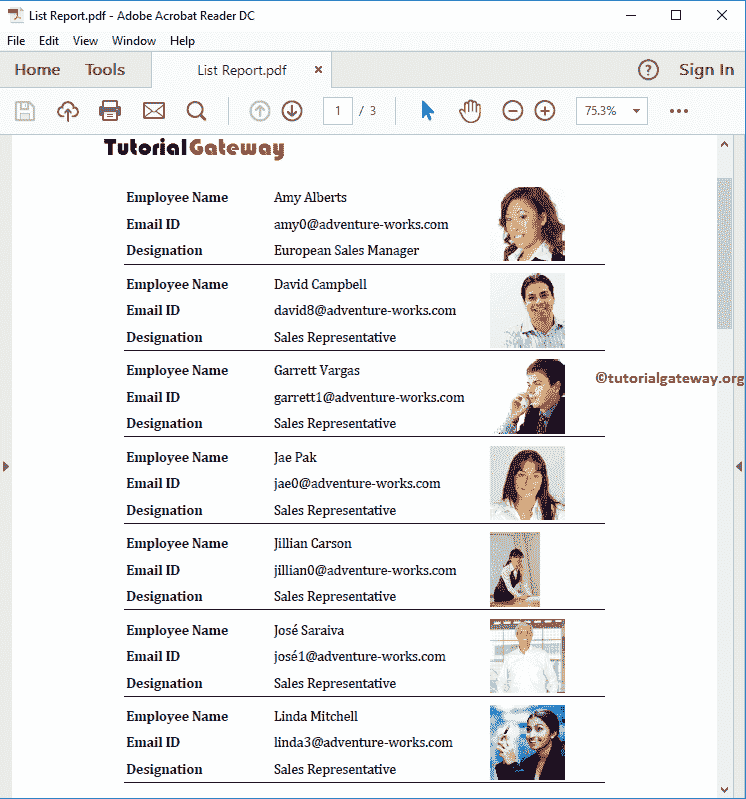 List Report.pdf - Adobe Acrobat Reader DC
File Edit View Window Help
Home Tools List Report.pdf × ? Sign In
1 / 3 75.3%
TutorialGateway
Employee Name Amy Alberts
Email ID amy0@adventure-works.com
Designation European Sales Manager
Employee Name David Campbell
Email ID david8@adventure-works.com
Designation Sales Representative
Employee Name Garrett Vargas
©tutorialgateway.org
Email ID garrett1@adventure-works.com
Designation Sales Representative
Employee Name Jae Pak
Email ID jae0@adventure-works.com
Designation Sales Representative
Employee Name Jillian Carson
Email ID jillian0@adventure-works.com
Designation Sales Representative
Employee Name José Saraiva
Email ID josé1@adventure-works.com
Designation Sales Representative
Employee Name Linda Mitchell
Email ID linda3@adventure-works.com
Designation Sales Representative